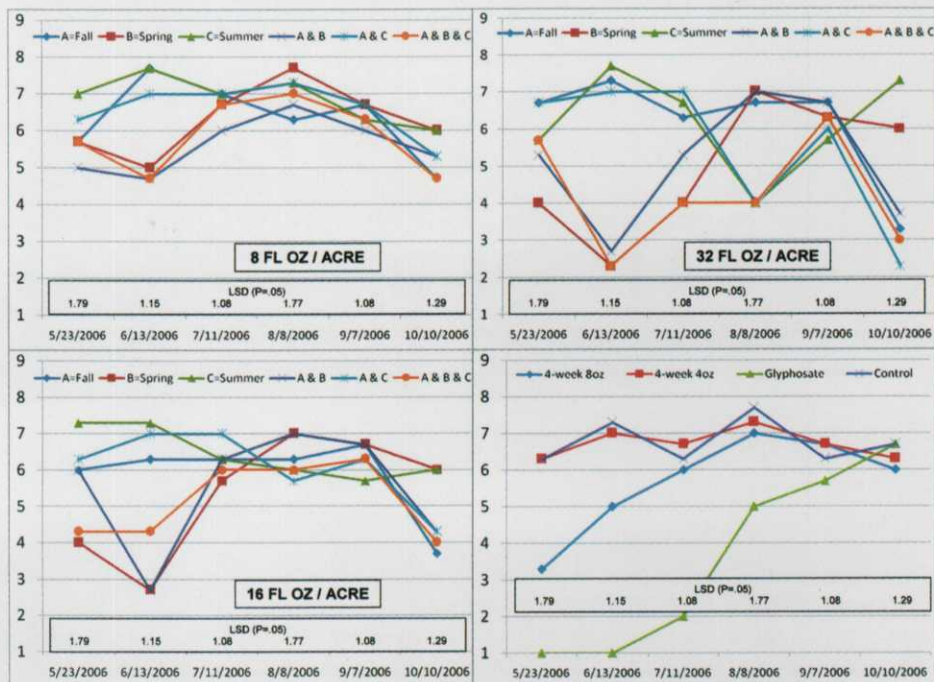 A=Fall B=Spring C=Summer A & B A & C A & B & C
9
8
7
6
5
4
3
2
1
8 FL OZ / ACRE
LSD (P=.05)
1.79 1.15 1.08 1.77 1.08 1.29
5/23/2006 6/13/2006 7/11/2006 8/8/2006 9/7/2006 10/10/2006
A=Fall B=Spring C=Summer A & B A & C A & B & C
9
8
7
6
5
4
3
2
1
32 FL OZ / ACRE
LSD (P=.05)
1.79 1.15 1.08 1.77 1.08 1.29
5/23/2006 6/13/2006 7/11/2006 8/8/2006 9/7/2006 10/10/2006
A=Fall B=Spring C=Summer A & B A & C A & B & C
9
8
7
6
5
4
3
2
1
16 FL OZ / ACRE
LSD (P=.05)
1.79 1.15 1.08 1.77 1.08 1.29
5/23/2006 6/13/2006 7/11/2006 8/8/2006 9/7/2006 10/10/2006
4-week 8oz 4-week 4oz Glyphosate Control
9
8
7
6
5
4
3
2
1
LSD (P=.05)
1.79 1.15 1.08 1.77 1.08 1.29
5/23/2006 6/13/2006 7/11/2006 8/8/2006 9/7/2006 10/10/2006